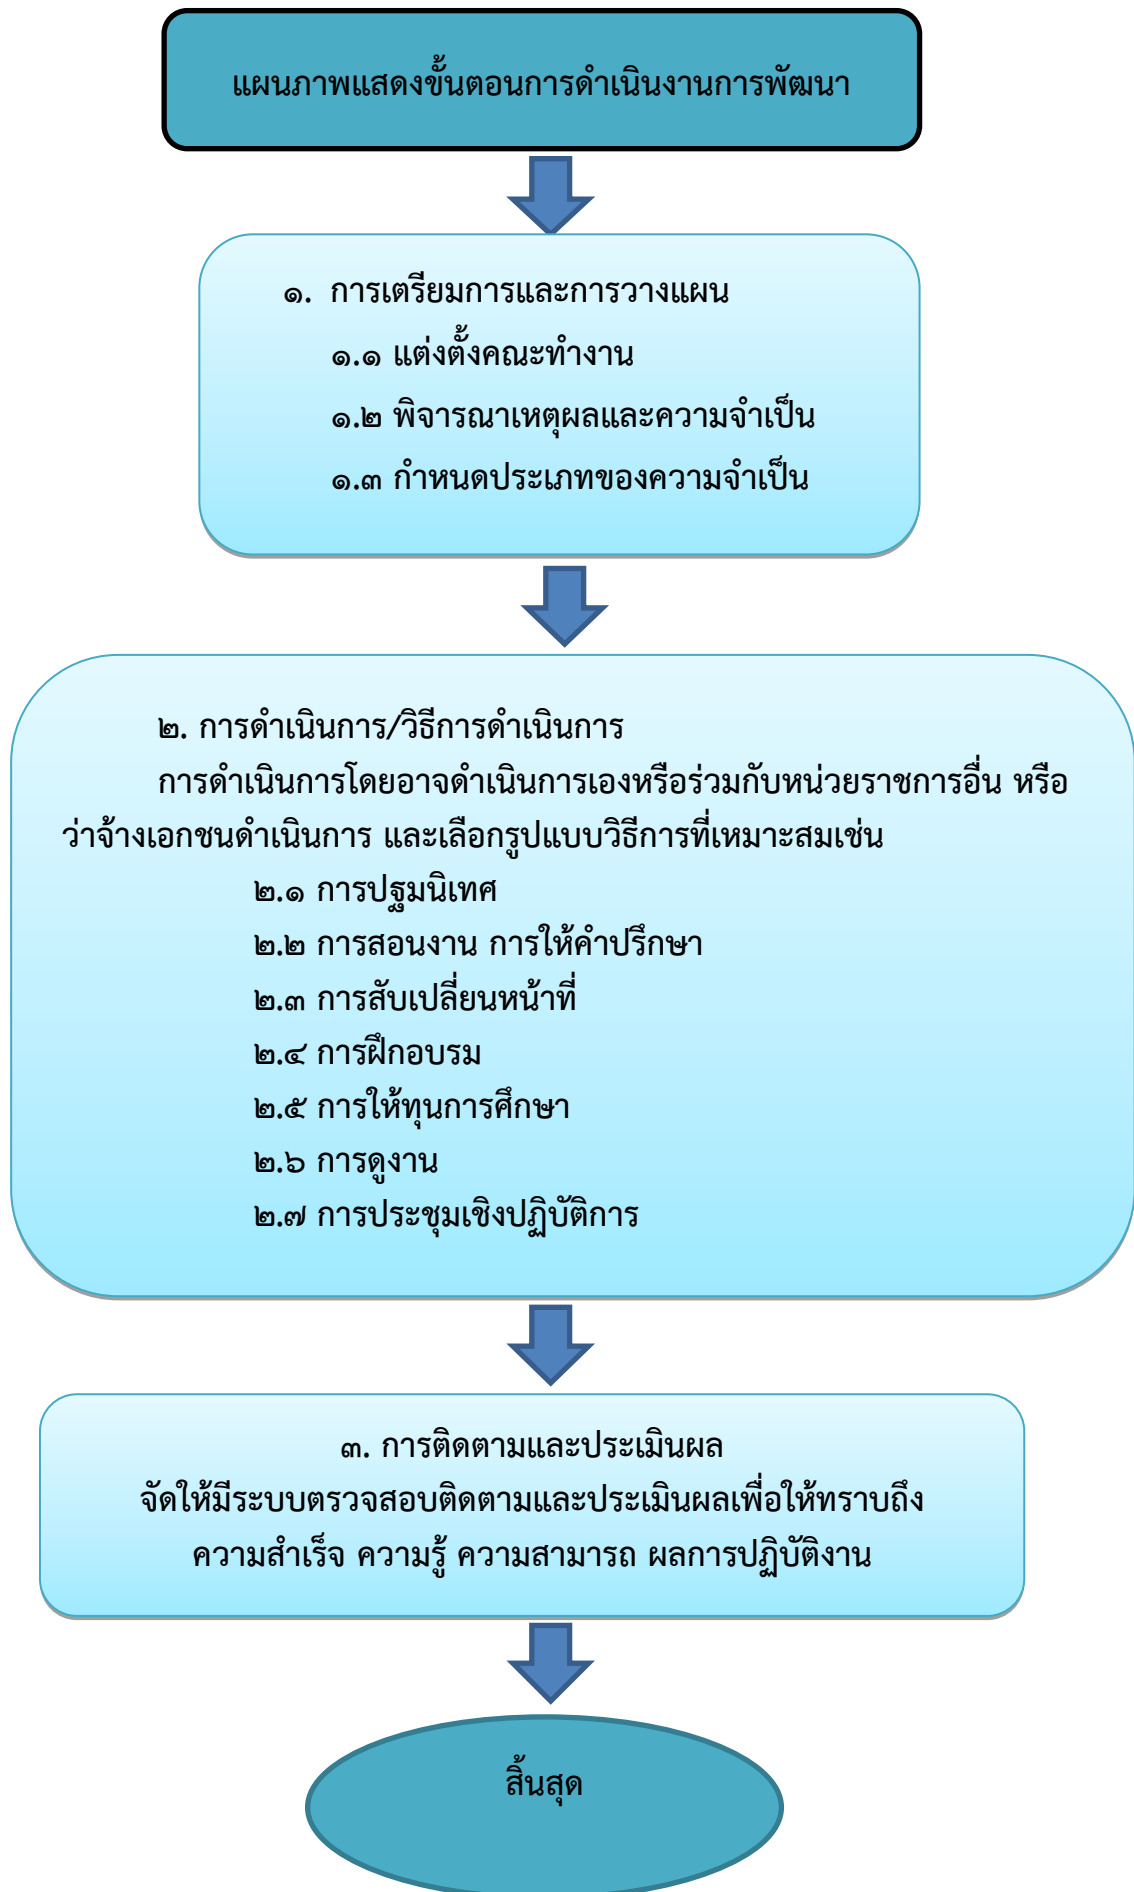 แผนภาพแสดงขั้นตอนการดำเนินงานการพัฒนา
๑. การเตรียมการและการวางแผน
๑.๑ แต่งตั้งคณะทำงาน
๑.๒ พิจารณาเหตุผลและความจำเป็น
๑.๓ กำหนดประเภทของความจำเป็น
๒. การดำเนินการ/วิธีการดำเนินการ
การดำเนินการโดยอาจดำเนินการเองหรือร่วมกับหน่วยราชการอื่น หรือ
ว่าจ้างเอกชนดำเนินการ และเลือกรูปแบบวิธีการที่เหมาะสมเช่น
๒.๑ การปฐมนิเทศ
๒.๒ การสอนงาน การให้คำปรึกษา
๒.๓ การสับเปลี่ยนหน้าที่
๒.๔ การฝึกอบรม
๒.๕ การให้ทุนการศึกษา
๒.๖ การดูงาน
๒.๗ การประชุมเชิงปฏิบัติการ
๓. การติดตามและประเมินผล
จัดให้มีระบบตรวจสอบติดตามและประเมินผลเพื่อให้ทราบถึง
ความสำเร็จ ความรู้ ความสามารถ ผลการปฏิบัติงาน
สิ้นสุด